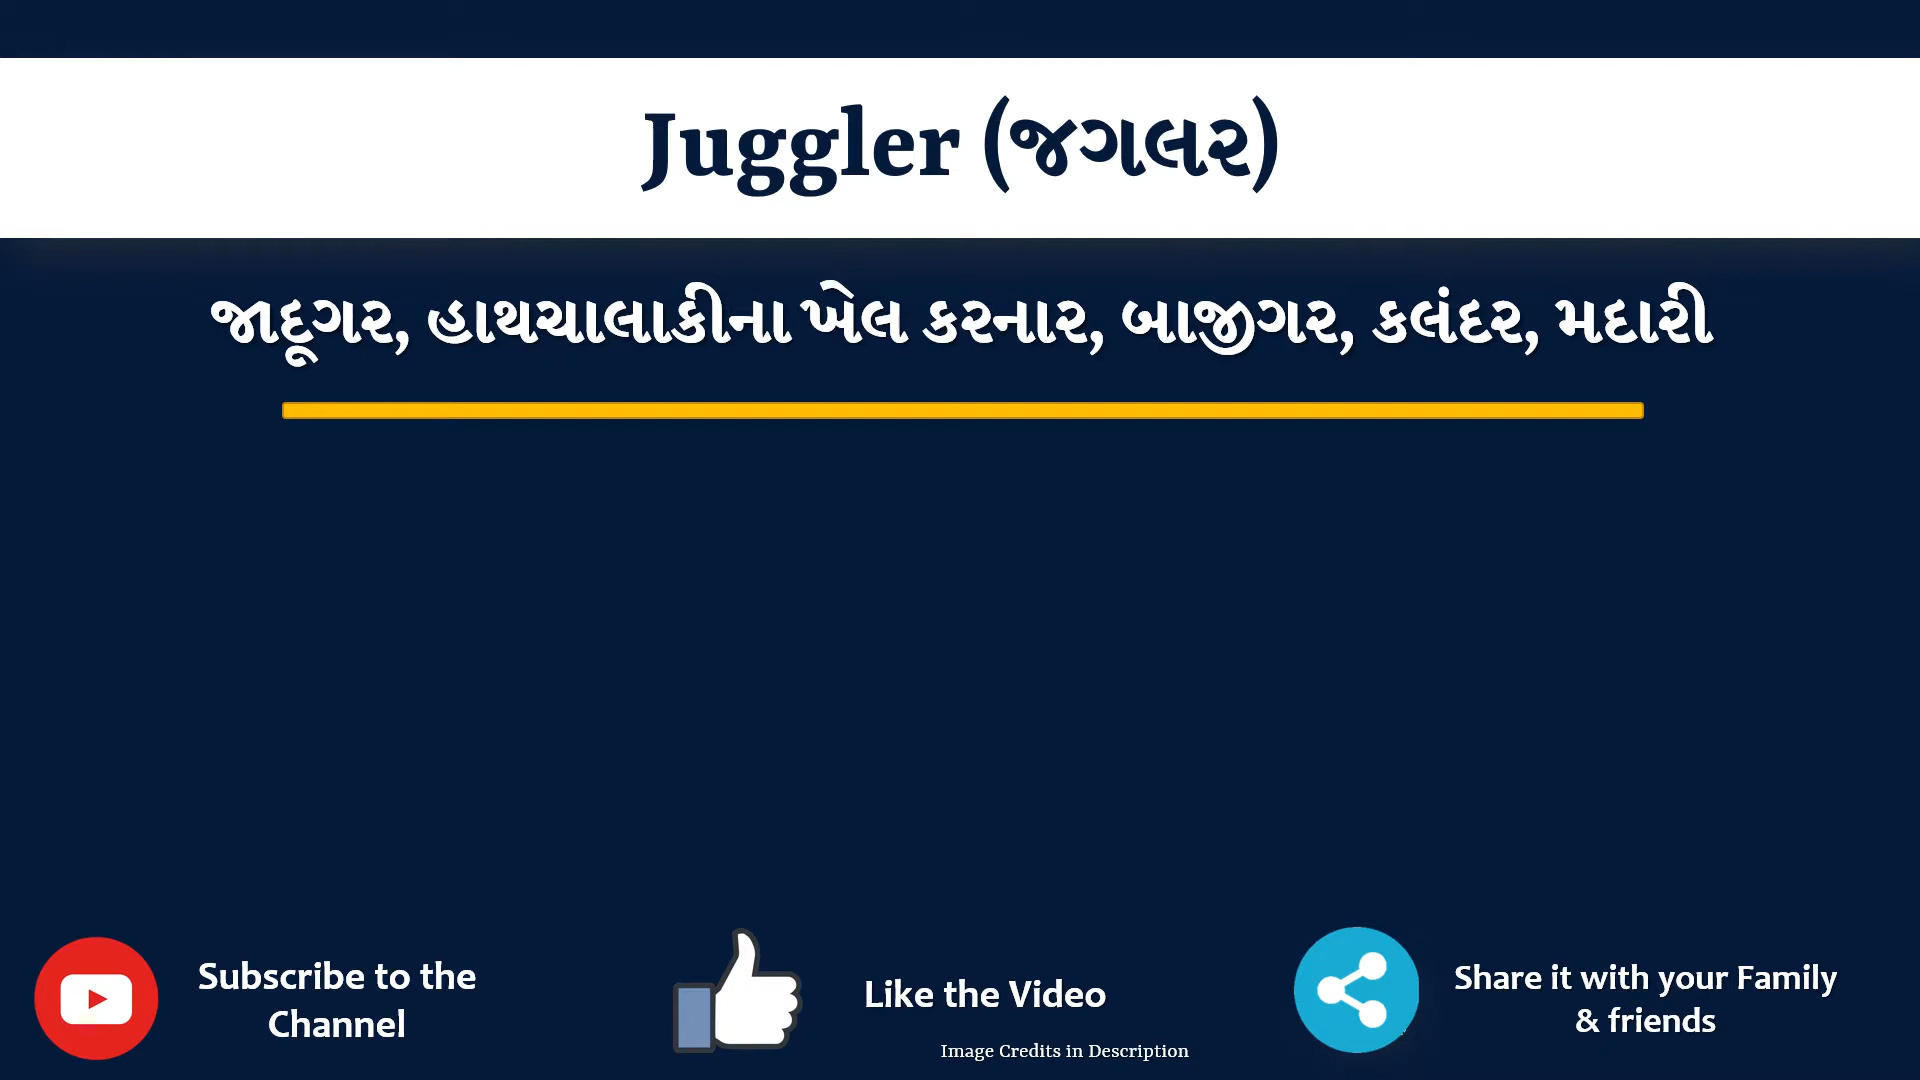 Juggler (જગલર)
જાદૂગર, હાથચાલાકીના ખેલ કરનાર, બાજીગર, કલંદર, મદારી
Subscribe to the
Channel
Like the Video
Share it with your Family
& friends
Image Credits in Description